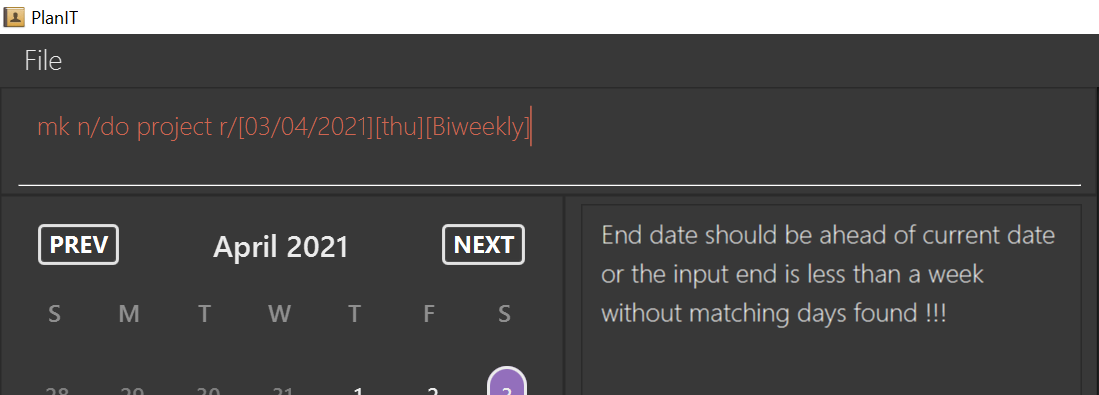 PlanIT
File
mk n/do project r/[03/04/2021][thu][Biweekly]
PREV April 2021 NEXT
S M T W T F S
28 29 30 31 1 2 3
End date should be ahead of current date
or the input end is less than a week
without matching days found !!!